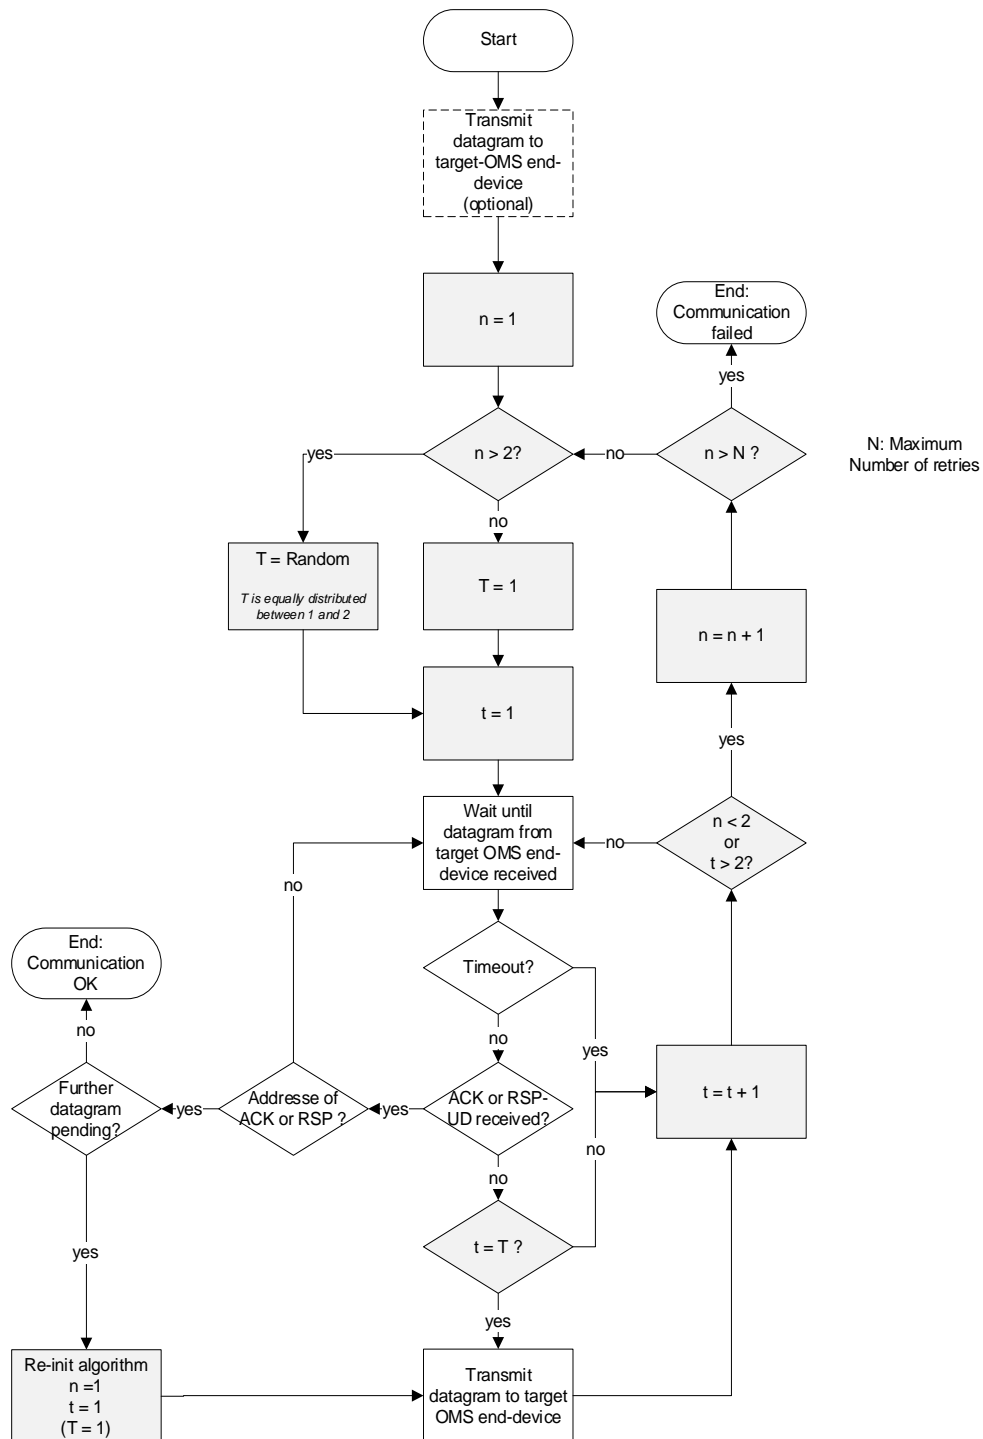 Start
Transmit
datagram to
target-OMS end-
device
(optional)
n = 1
End:
Communication
failed
yes
n > 2?
yes
no
n > N ?
no
N: Maximum
Number of retries
T = Random
T is equally distributed
between 1 and 2
T = 1
n = n + 1
t = 1
yes
Wait until
datagram from
target OMS end-
device received
no
n < 2
or
t > 2?
no
End:
Communication
OK
Timeout?
no
no
yes
Further
datagram
pending?
yes
Addresse of
ACK or RSP ?
yes
ACK or RSP-
UD received?
t = t + 1
no
no
t = T ?
yes
yes
Re-init algorithm
n =1
t = 1
(T = 1)
Transmit
datagram to target
OMS end-device